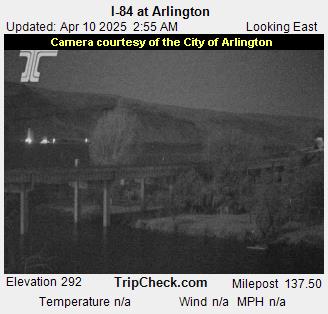 I-84 at Arlington
Updated: Apr 10 2025 2:55 AM Looking East
Camera courtesy of the City of Arlington
Elevation 292 TripCheck.com Milepost 137.50
Temperature n/a Wind n/a MPH n/a